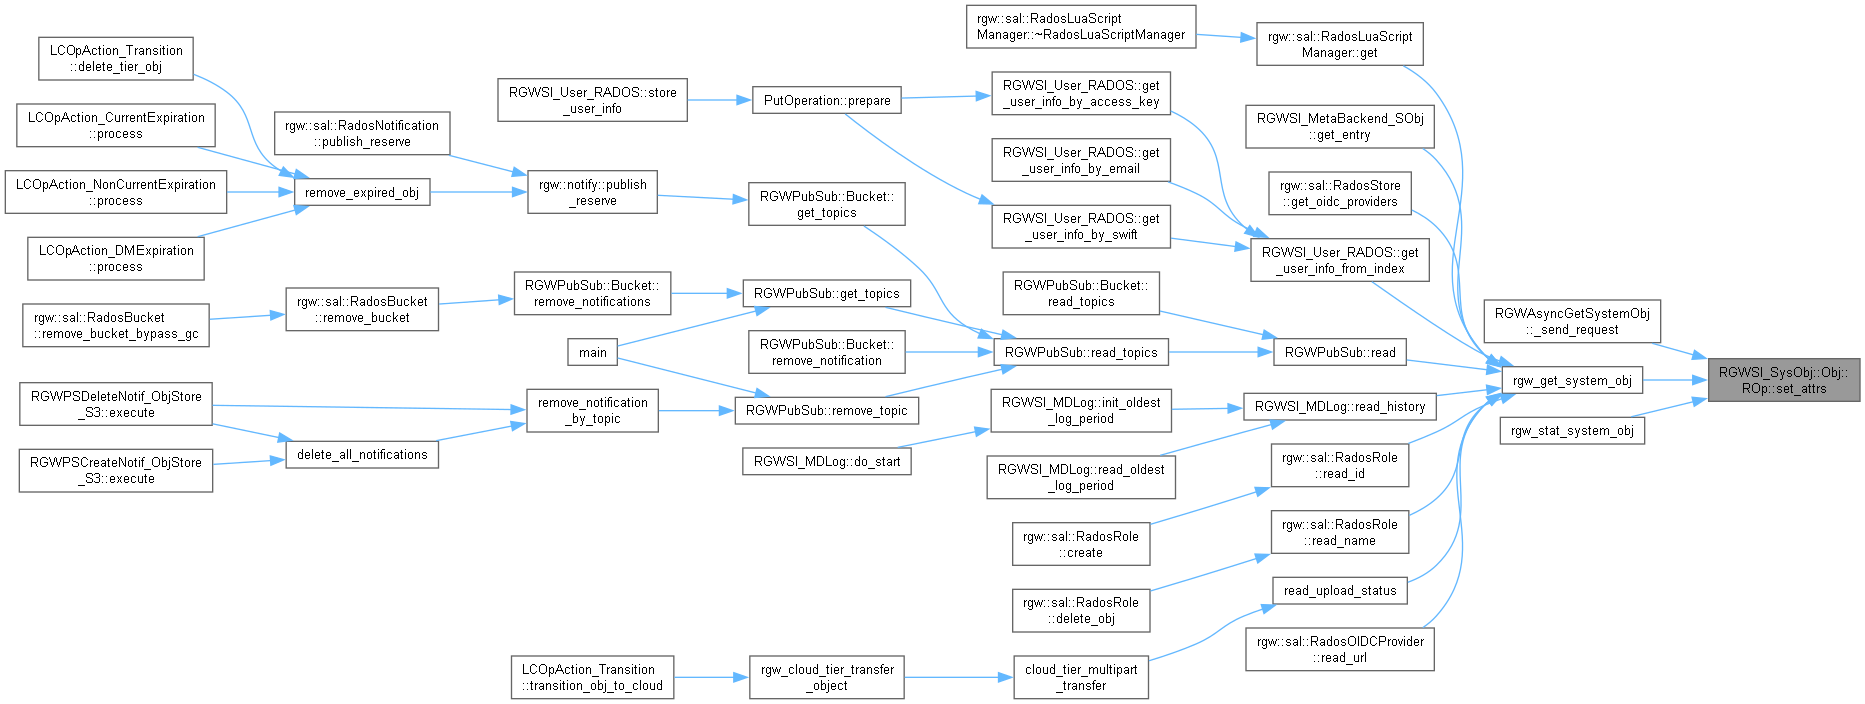 LCOpAction_Transition
::delete_tier_obj
LCOpAction_CurrentExpiration
::process
LCOpAction_NonCurrentExpiration
::process
LCOpAction_DMExpiration
::process
rgw::sal::RadosBucket
::remove_bucket_bypass_gc
RGWPSDeleteNotif_ObjStore
_S3::execute
RGWPSCreateNotif_ObjStore
_S3::execute
rgw::sal::RadosNotification
::publish_reserve
remove_expired_obj
rgw::sal::RadosBucket
::remove_bucket
delete_all_notifications
RGWSI_User_RADOS::store
_user_info
rgw::notify::publish
_reserve
RGWPubSub::Bucket::
remove_notifications
main
remove_notification
_by_topic
LCOpAction_Transition
::transition_obj_to_cloud
PutOperation::prepare
RGWPubSub::Bucket::
get_topics
RGWPubSub::get_topics
RGWPubSub::Bucket::
remove_notification
RGWPubSub::remove_topic
RGWSI_MDLog::do_start
rgw_cloud_tier_transfer
_object
rgw::sal::RadosLuaScript
Manager::~RadosLuaScriptManager
RGWSI_User_RADOS::get
_user_info_by_access_key
RGWSI_User_RADOS::get
_user_info_by_email
RGWSI_User_RADOS::get
_user_info_by_swift
RGWPubSub::Bucket::
read_topics
RGWPubSub::read_topics
RGWSI_MDLog::init_oldest
_log_period
RGWSI_MDLog::read_oldest
_log_period
rgw::sal::RadosRole
::create
rgw::sal::RadosRole
::delete_obj
cloud_tier_multipart
_transfer
rgw::sal::RadosLuaScript
Manager::get
RGWSI_MetaBackend_SObj
::get_entry
rgw::sal::RadosStore
::get_oidc_providers
RGWSI_User_RADOS::get
_user_info_from_index
RGWPubSub::read
RGWSI_MDLog::read_history
rgw::sal::RadosRole
::read_id
rgw::sal::RadosRole
::read_name
read_upload_status
rgw::sal::RadosOIDCProvider
::read_url
RGWAsyncGetSystemObj
::_send_request
rgw_get_system_obj
rgw_stat_system_obj
RGWSI_SysObj::Obj::
ROp::set_attrs